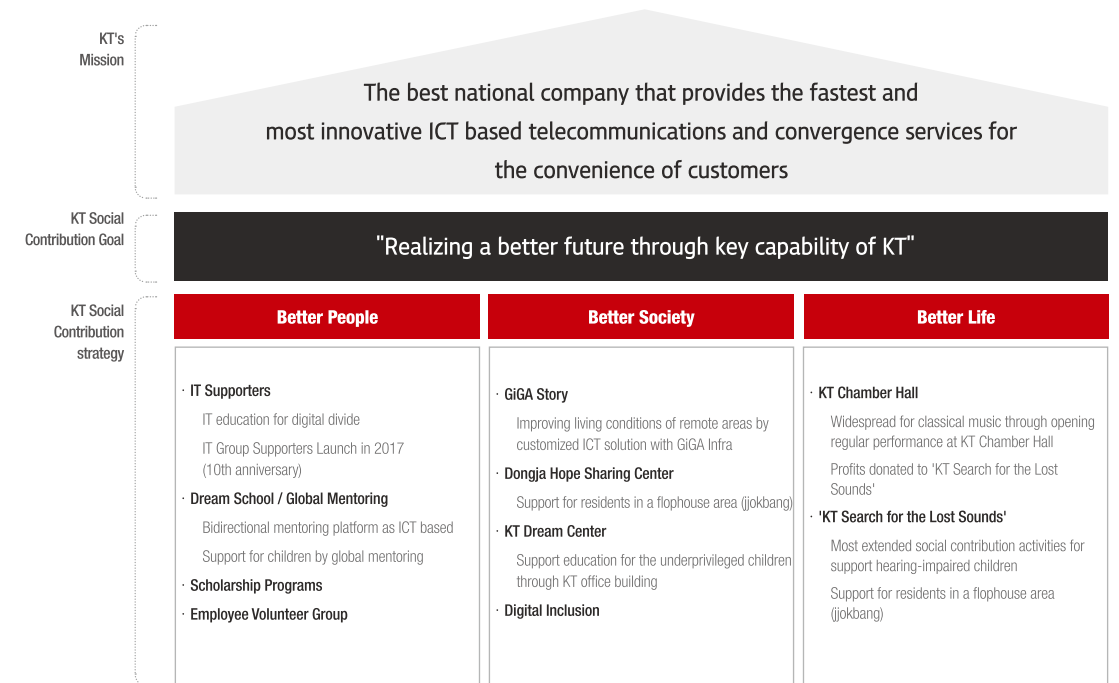 KT's
Mission
The best national company that provides the fastest and
most innovative ICT based telecommunications and convergence services for
the convenience of customers
KT Social
Contribution Goal
"Realizing a better future through key capability of KT"
KT Social
Contribution
strategy
Better People
· IT Supporters
IT education for digital divide
IT Group Supporters Launch in 2017
(10th anniversary)
· Dream School / Global Mentoring
Bidirectional mentoring platform as ICT based
Support for children by global mentoring
· Scholarship Programs
· Employee Volunteer Group
Better Society
· GiGA Story
Improving living conditions of remote areas by
customized ICT solution with GiGA Infra
· Dongja Hope Sharing Center
Support for residents in a flophouse area (jjokbang)
· KT Dream Center
Support education for the underprivileged children
through KT office building
· Digital Inclusion
Better Life
· KT Chamber Hall
Widespread for classical music through opening
regular performance at KT Chamber Hall
Profits donated to 'KT Search for the Lost
Sounds'
· 'KT Search for the Lost Sounds'
Most extended social contribution activities for
support hearing-impaired children
Support for residents in a flophouse area
(jjokbang)